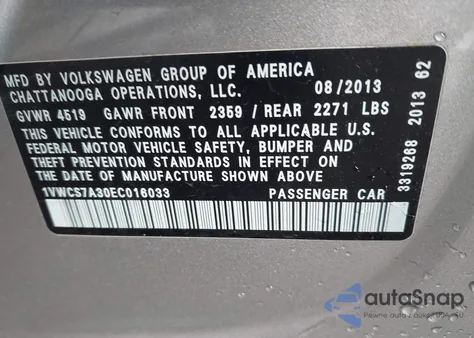 MFD BY VOLKSWAGEN GROUP OF AMERICA
CHATTANOOGA OPERATIONS, LLC. 08/2013
GVWR 4519 GAWR FRONT 2359 / REAR 2271 LBS
THIS VEHICLE CONFORMS TO ALL APPLICABLE U.S.
FEDERAL MOTOR VEHICLE SAFETY, BUMPER AND
THEFT PREVENTION STANDARDS IN EFFECT ON
THE DATE OF MANUFACTURE SHOWN ABOVE
1VWCS7A30EC016033 PASSENGER CAR
3319268 2013 62
autoSnap
Pewne auta z